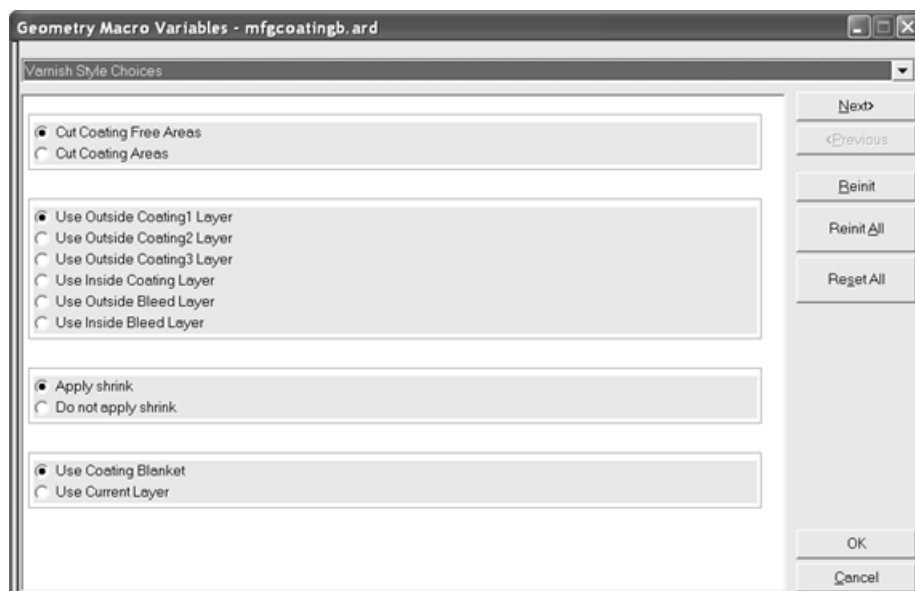 Geometry Macro Variables - mfgcoatingb.ard
Varnish Style Choices
Cut Coating Free Areas
Cut Coating Areas
Use Outside Coating1 Layer
Use Outside Coating2 Layer
Use Outside Coating3 Layer
Use Inside Coating Layer
Use Outside Bleed Layer
Use Inside Bleed Layer
Apply shrink
Do not apply shrink
Use Coating Blanket
Use Current Layer
Next>
<Previous
Reinit
Reinit All
Reset All
OK
Cancel